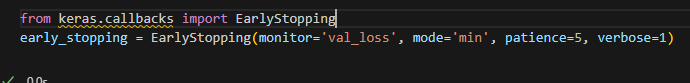 from keras.callbacks import EarlyStopping
early_stopping = EarlyStopping(monitor='val_loss', mode='min', patience=5, verbose=1)
0.0s